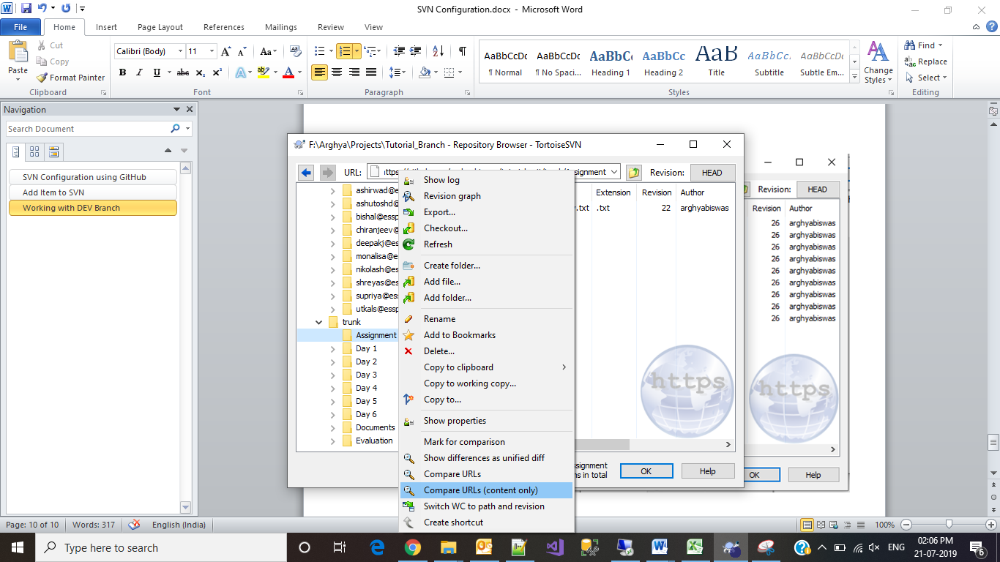 SVN Configuration.docx - Microsoft Word
File Home Insert Page Layout References Mailings Review View
Paste
Cut
Copy
Format Painter
Clipboard
Calibri (Body) 11
Font
Paragraph
AaBbCcDc AaBbCcDc AaBbC AaBbCc AaB AaBbCc. AaBbCcDc
¶ Normal ¶ No Spaci... Heading 1 Heading 2 Title Subtitle Subtle Em...
Styles
Change Styles
Find
Replace
Select
Editing
Navigation
Search Document
SVN Configuration using GitHub
Add Item to SVN
Working with DEV Branch
F:\Arghya\Projects\Tutorial_Branch - Repository Browser - TortoiseSVN
URL: Assignment Revision: HEAD
ashirwad@e
ashutoshd@
bishal@essp
chiranjeev@
deepakj@es
monalisa@e
nikolash@e
shreyas@es
supriya@ess
utkals@essp
trunk
Assignment
Day 1
Day 2
Day 3
Day 4
Day 5
Day 6
Documents
Evaluation
Extension Revision Author
.txt .txt 22 arghyabiswas
https
ssignment
ns in total
OK Help
Show log
Revision graph
Export...
Checkout...
Refresh
Create folder...
Add file...
Add folder...
Rename
Add to Bookmarks
Delete...
Copy to clipboard
Copy to working copy...
Copy to...
Show properties
Mark for comparison
Show differences as unified diff
Compare URLs
Compare URLs (content only)
Switch WC to path and revision
Create shortcut
Revision: HEAD
Revision Author
26 arghyabiswas
26 arghyabiswas
26 arghyabiswas
26 arghyabiswas
26 arghyabiswas
26 arghyabiswas
26 arghyabiswas
26 arghyabiswas
26 arghyabiswas
https
OK Help
Page: 10 of 10 Words: 317 English (India) 100%
Type here to search
ENG
02:06 PM
21-07-2019
6